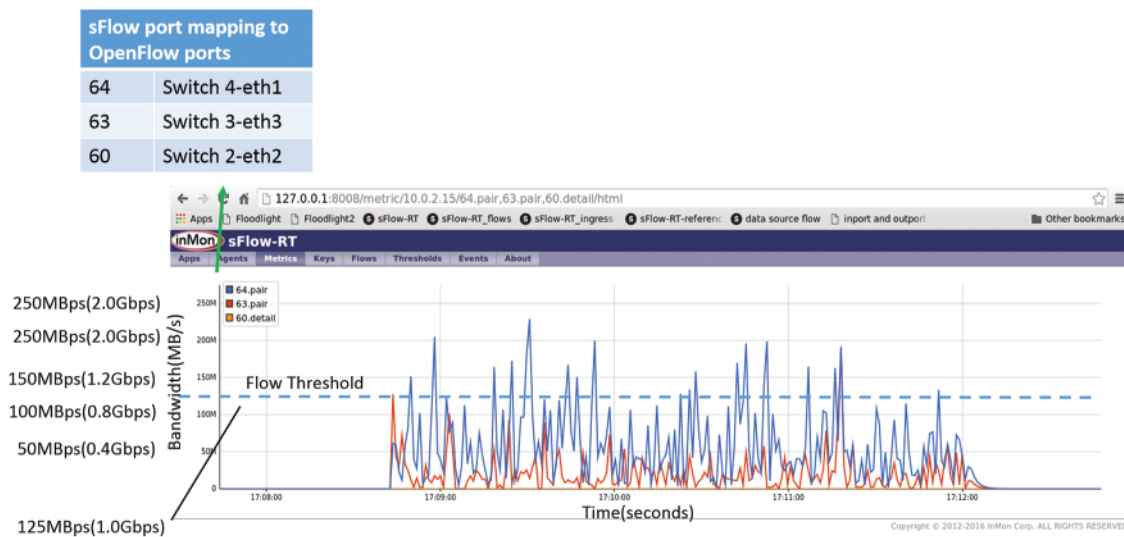 sFlow port mapping to
OpenFlow ports
64 Switch 4-eth1
63 Switch 3-eth3
60 Switch 2-eth2
127.0.0.1:8008/metric/10.0.2.15/64.pair,63.pair,60.detail/html
Apps Floodlight Floodlight2 sFlow-RT sFlow-RT_flows sFlow-RT_ingress sFlow-RT-referenc data source flow inport and outport Other bookmarks
inMon sFlow-RT
Apps Agents Metrics Keys Flows Thresholds Events About
250MBps(2.0Gbps)
250MBps(2.0Gbps)
150MBps(1.2Gbps)
100MBps(0.8Gbps)
50MBps(0.4Gbps)
125MBps(1.0Gbps)
Bandwidth(MB/s)
250M
200M
150M
100M
50M
0
64.pair
63.pair
60.detail
Flow Threshold
17:08:00 17:09:00 17:10:00 17:11:00 17:12:00
Time(seconds)
Copyright © 2012-2016 InMon Corp. ALL RIGHTS RESERVE